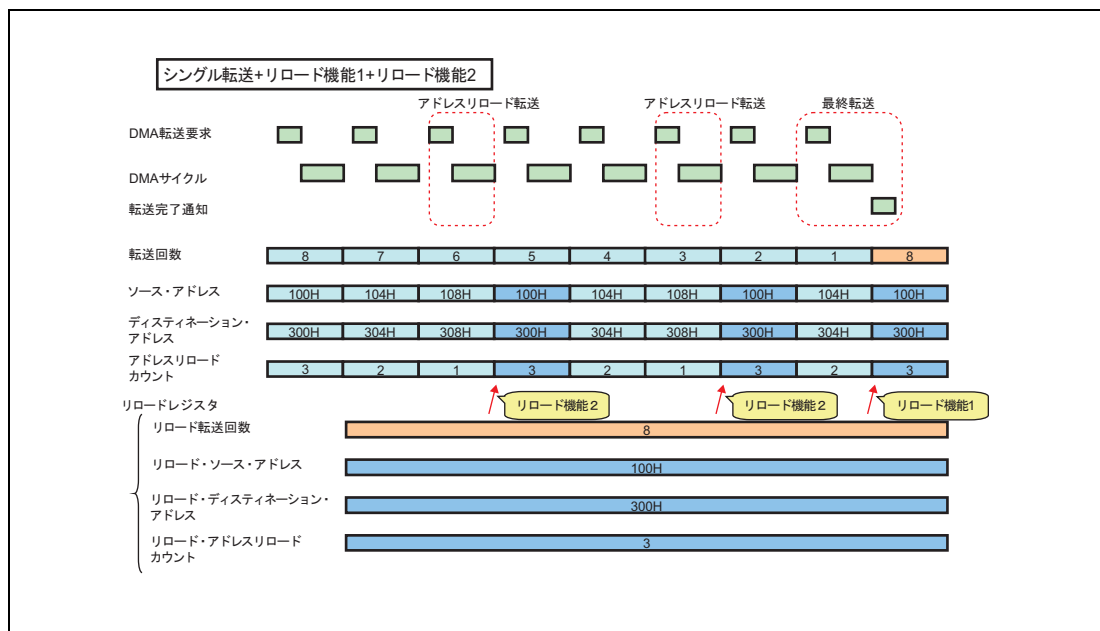 シングル転送+リロード機能1+リロード機能2
アドレスリロード転送 アドレスリロード転送 最終転送
DMA転送要求
DMAサイクル
転送完了通知
転送回数 8 7 6 5 4 3 2 1 8
ソース・アドレス 100H 104H 108H 100H 104H 108H 100H 104H 100H
ディスティネーション・
アドレス 300H 304H 308H 300H 304H 308H 300H 304H 300H
アドレスリロード
カウント 3 2 1 3 2 1 3 2 3
リロード機能2 リロード機能2 リロード機能1
リロードレジスタ
リロード転送回数 8
リロード・ソース・アドレス 100H
リロード・ディスティネーション・
アドレス 300H
リロード・アドレスリロード
カウント 3